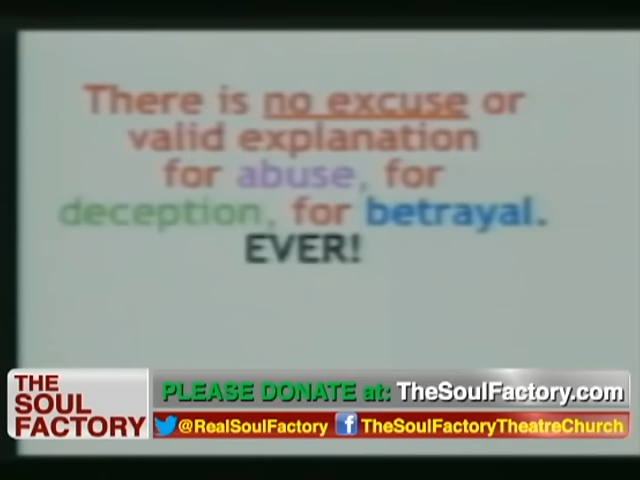 There is no excuse or
valid explanation
for abuse, for
deception, for betrayal.
EVER!
THE
SOUL
FACTORY
PLEASE DONATE at: TheSoulFactory.com
@RealSoulFactory f TheSoulFactoryTheatreChurch